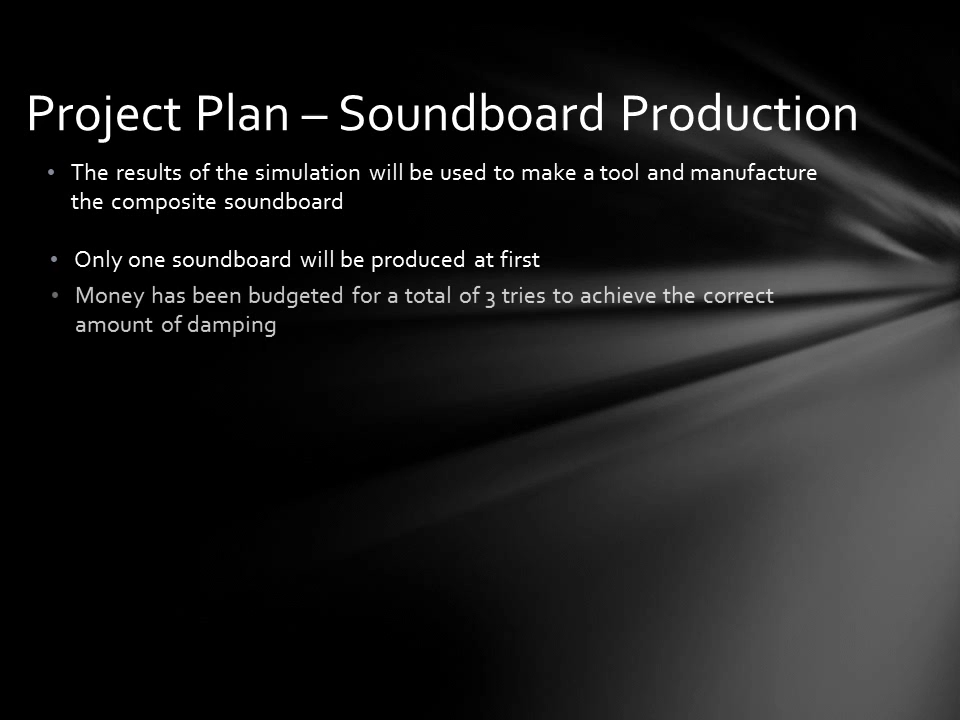 Project Plan – Soundboard Production
• The results of the simulation will be used to make a tool and manufacture
the composite soundboard
• Only one soundboard will be produced at first
• Money has been budgeted for a total of 3 tries to achieve the correct
amount of damping